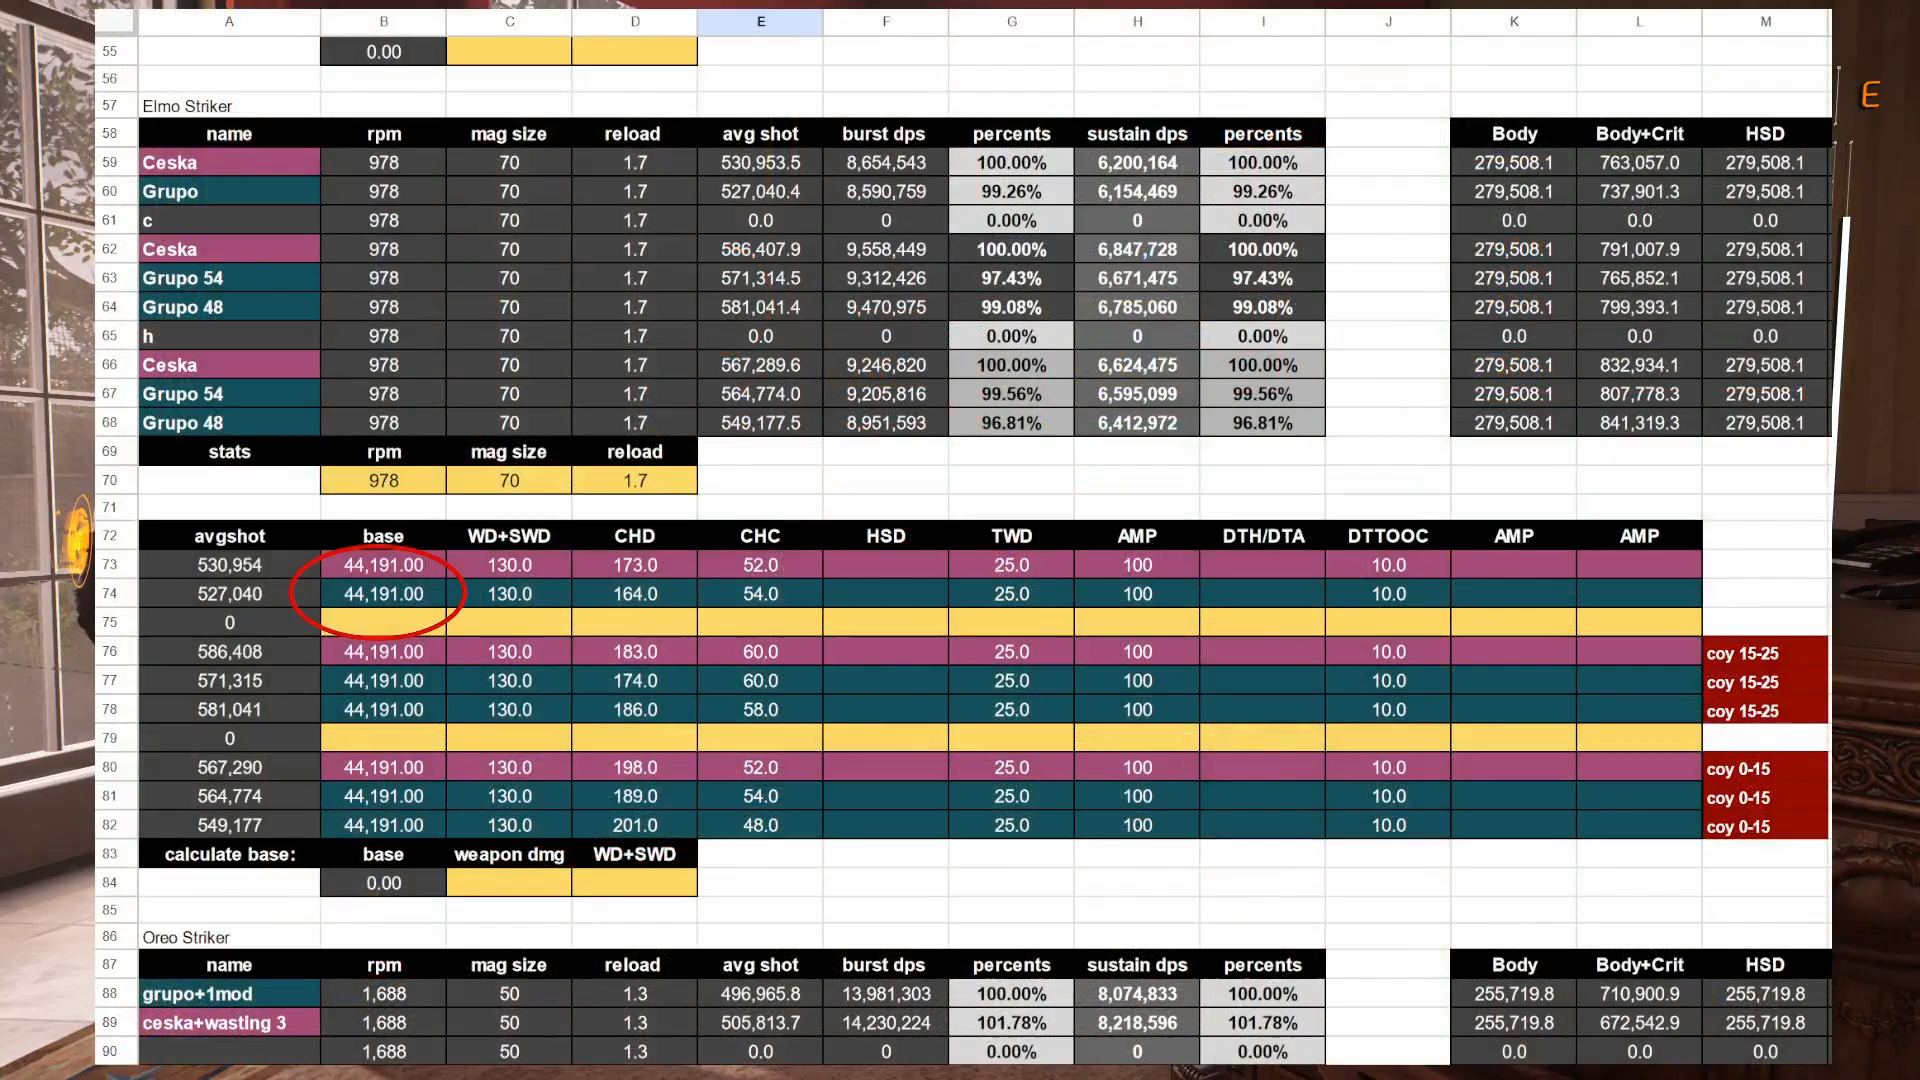 A B C D E F G H I J K L M
55 0.00
56
57 Elmo Striker
58 name rpm mag size reload avg shot burst dps percents sustain dps percents Body Body+Crit HSD
59 Ceska 978 70 1.7 530,953.5 8,654,543 100.00% 6,200,164 100.00% 279,508.1 763,057.0 279,508.1
60 Grupo 978 70 1.7 527,040.4 8,590,759 99.26% 6,154,469 99.26% 279,508.1 737,901.3 279,508.1
61 c 978 70 1.7 0.0 0 0.00% 0 0.00% 0.0 0.0 0.0
62 Ceska 978 70 1.7 586,407.9 9,558,449 100.00% 6,847,728 100.00% 279,508.1 791,007.9 279,508.1
63 Grupo 54 978 70 1.7 571,314.5 9,312,426 97.43% 6,671,475 97.43% 279,508.1 765,852.1 279,508.1
64 Grupo 48 978 70 1.7 581,041.4 9,470,975 99.08% 6,785,060 99.08% 279,508.1 799,393.1 279,508.1
65 h 978 70 1.7 0.0 0 0.00% 0 0.00% 0.0 0.0 0.0
66 Ceska 978 70 1.7 567,289.6 9,246,820 100.00% 6,624,475 100.00% 279,508.1 832,934.1 279,508.1
67 Grupo 54 978 70 1.7 564,774.0 9,205,816 99.56% 6,595,099 99.56% 279,508.1 807,778.3 279,508.1
68 Grupo 48 978 70 1.7 549,177.5 8,951,593 96.81% 6,412,972 96.81% 279,508.1 841,319.3 279,508.1
69 stats rpm mag size reload
70 978 70 1.7
71
72 avgshot base WD+SWD CHD CHC HSD TWD AMP DTH/DTA DTTOOC AMP AMP
73 530,954 44,191.00 130.0 173.0 52.0 25.0 100 10.0
74 527,040 44,191.00 130.0 164.0 54.0 25.0 100 10.0
75 0
76 586,408 44,191.00 130.0 183.0 60.0 25.0 100 10.0 coy 15-25
77 571,315 44,191.00 130.0 174.0 60.0 25.0 100 10.0 coy 15-25
78 581,041 44,191.00 130.0 186.0 58.0 25.0 100 10.0 coy 15-25
79 0
80 567,290 44,191.00 130.0 198.0 52.0 25.0 100 10.0 coy 0-15
81 564,774 44,191.00 130.0 189.0 54.0 25.0 100 10.0 coy 0-15
82 549,177 44,191.00 130.0 201.0 48.0 25.0 100 10.0 coy 0-15
83 calculate base: base weapon dmg WD+SWD
84 0.00
85
86 Oreo Striker
87 name rpm mag size reload avg shot burst dps percents sustain dps percents Body Body+Crit HSD
88 grupo+1mod 1,688 50 1.3 496,965.8 13,981,303 100.00% 8,074,833 100.00% 255,719.8 710,900.9 255,719.8
89 ceska+wasting 3 1,688 50 1.3 505,813.7 14,230,224 101.78% 8,218,596 101.78% 255,719.8 672,542.9 255,719.8
90 1,688 50 1.3 0.0 0 0.00% 0 0.00% 0.0 0.0 0.0
E